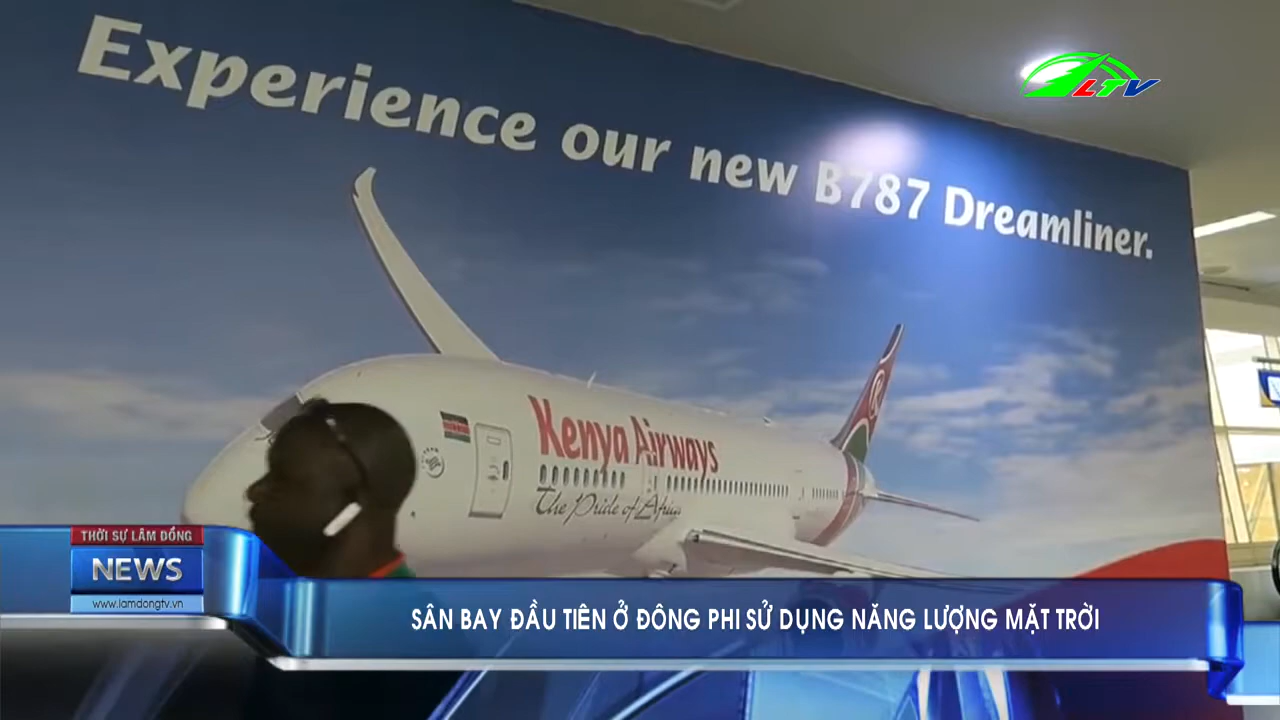 Experience our new B787 Dreamliner.
LTV
Kenya Airways
The Pride of Africa
THỜI SỰ LÂM ĐỒNG
NEWS
www.lamdongtv.vn
SÂN BAY ĐẦU TIÊN Ở ĐÔNG PHI SỬ DỤNG NĂNG LƯỢNG MẶT TRỜI